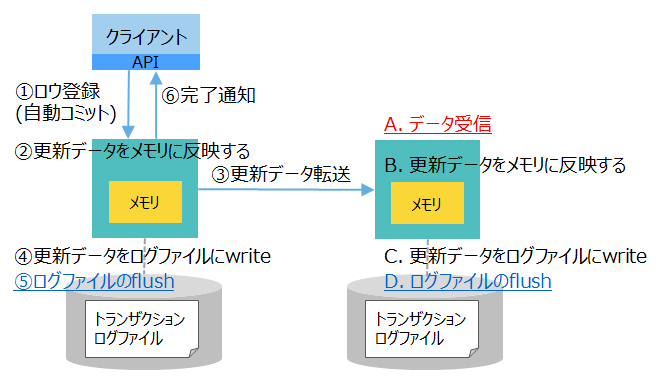 クライアント
API
①ロウ登録
(自動コミット)
⑥完了通知
②更新データをメモリに反映する
メモリ
③更新データ転送
④更新データをログファイルにwrite
⑤ログファイルのflush
トランザクション
ログファイル
A. データ受信
B. 更新データをメモリに反映する
メモリ
C. 更新データをログファイルにwrite
D. ログファイルのflush
トランザクション
ログファイル